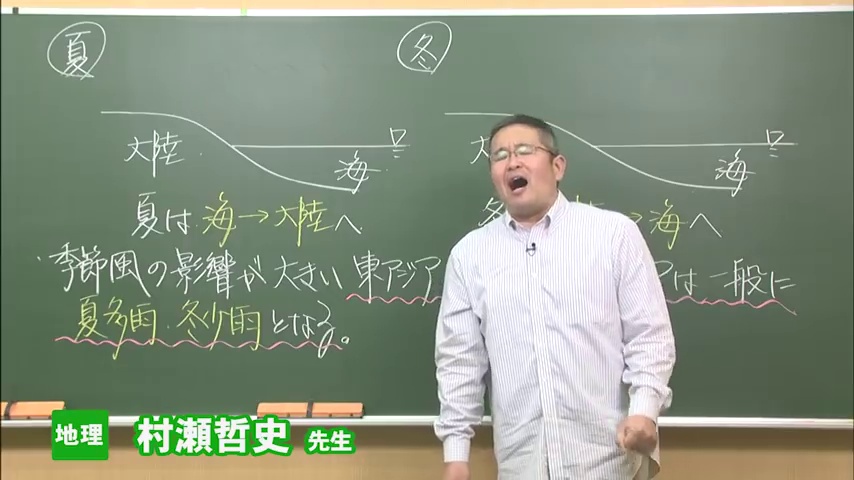 夏 冬
大陸 海 大 海
夏は 海→大陸へ 冬 →海へ
・季節風の影響が大きい東アジア アは一般に
夏多雨・冬少雨となる。
地理 村瀬哲史 先生